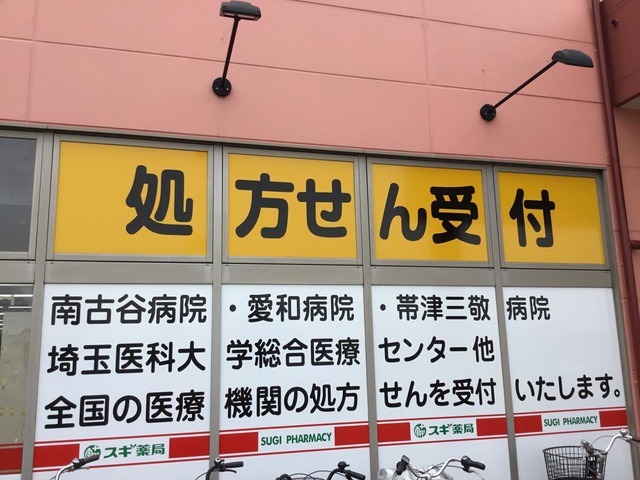 処方せん受付
南古谷病院・愛和病院・帯津三敬病院
埼玉医科大学総合医療センター他
全国の医療機関の処方せんを受付いたします。
スギ薬局 SUGI PHARMACY スギ薬局 SUGI PHARMACY